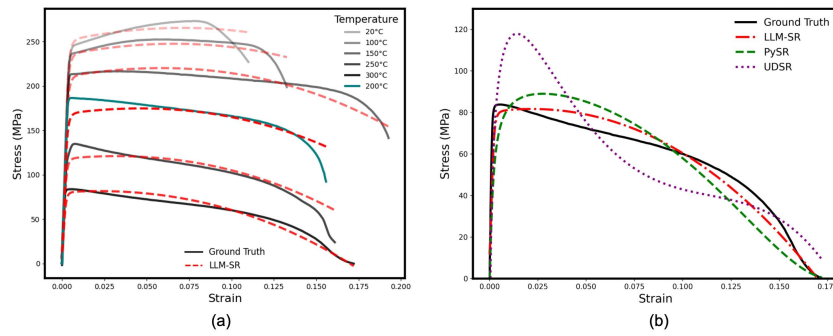 Temperature
20°C
100°C
150°C
250°C
300°C
200°C
250
200
150
100
50
0
Stress (MPa)
Ground Truth
LLM-SR
0.000 0.025 0.050 0.075 0.100 0.125 0.150 0.175 0.200
Strain
(a)
Ground Truth
LLM-SR
PySR
UDSR
120
100
80
60
40
20
0
Stress (MPa)
0.000 0.025 0.050 0.075 0.100 0.125 0.150 0.17
Strain
(b)